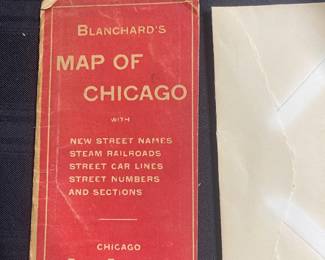 BLANCHARD'S
MAP OF
CHICAGO
WITH
NEW STREET NAMES
STEAM RAILROADS
STREET CAR LINES
STREET NUMBERS
AND SECTIONS
CHICAGO